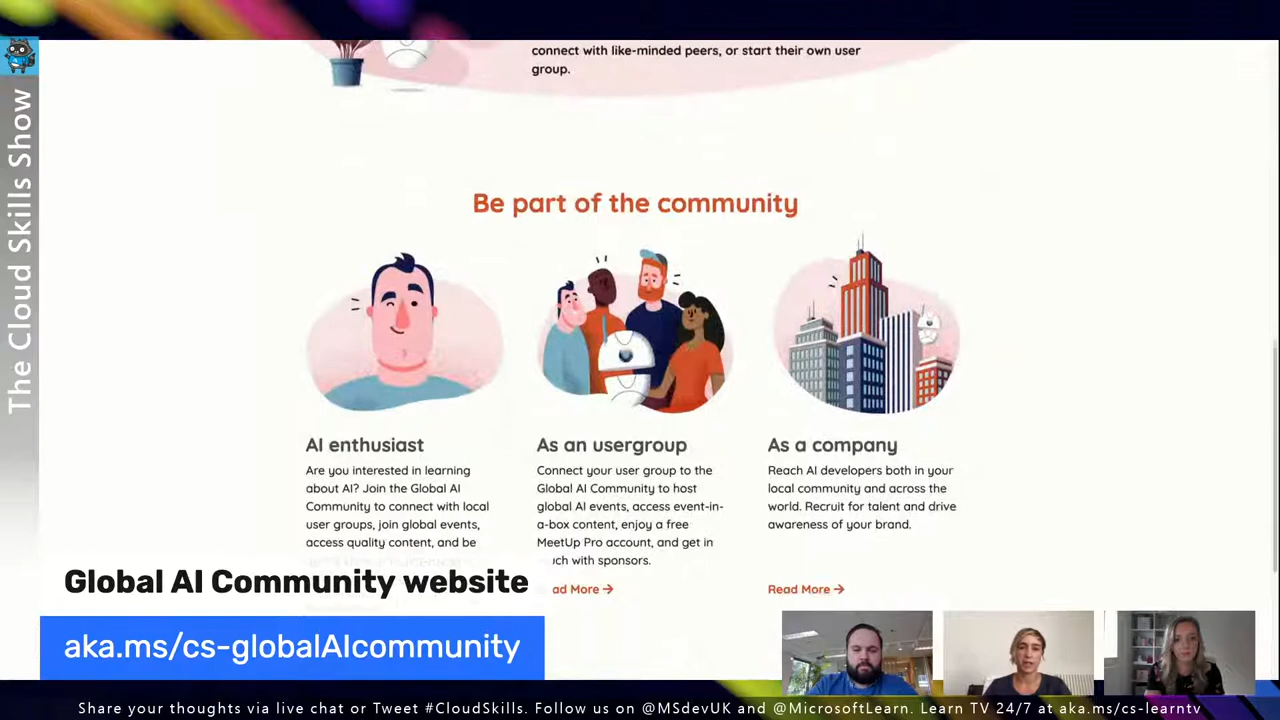 The Cloud Skills Show
connect with like-minded peers, or start their own user
group.
Be part of the community
AI enthusiast
Are you interested in learning
about AI? Join the Global AI
Community to connect with local
user groups, join global events,
access quality content, and be
As an usergroup
Connect your user group to the
Global AI Community to host
global AI events, access event-in-
a-box content, enjoy a free
MeetUp Pro account, and get in
uch with sponsors.
ad More →
As a company
Reach AI developers both in your
local community and across the
world. Recruit for talent and drive
awareness of your brand.
Read More →
Global AI Community website
aka.ms/cs-globalAIcommunity
Share your thoughts via live chat or Tweet #CloudSkills. Follow us on @MSdevUK and @MicrosoftLearn. Learn TV 24/7 at aka.ms/cs-learntv